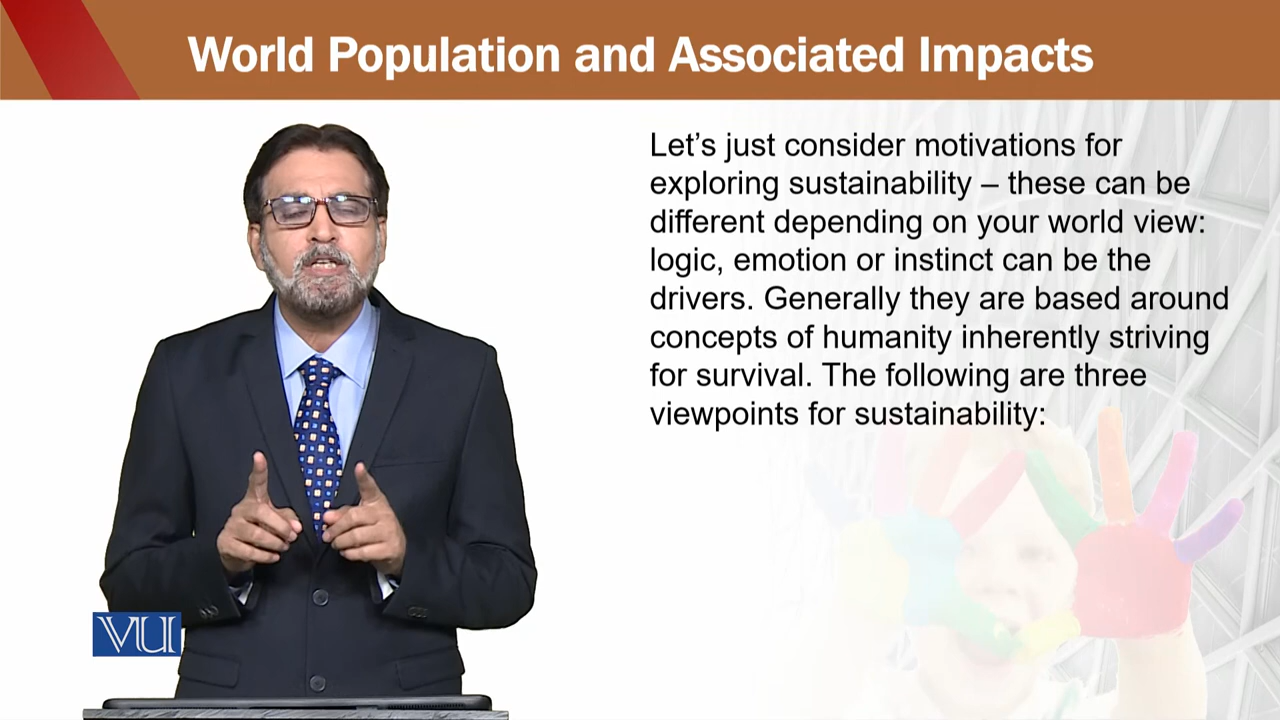 World Population and Associated Impacts
Let’s just consider motivations for
exploring sustainability – these can be
different depending on your world view:
logic, emotion or instinct can be the
drivers. Generally they are based around
concepts of humanity inherently striving
for survival. The following are three
viewpoints for sustainability:
VU